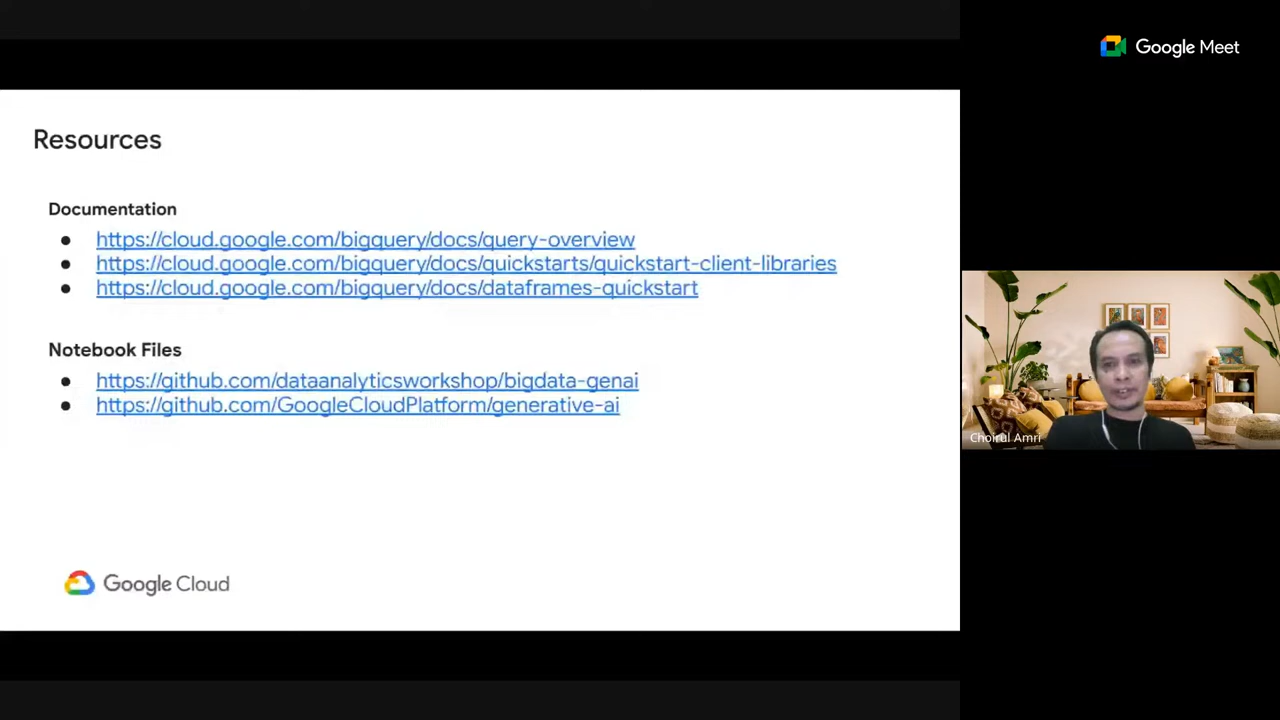 Google Meet
Resources
Documentation
https://cloud.google.com/bigquery/docs/query-overview
https://cloud.google.com/bigquery/docs/quickstarts/quickstart-client-libraries
https://cloud.google.com/bigquery/docs/dataframes-quickstart
Notebook Files
https://github.com/dataanalyticsworkshop/bigdata-genai
https://github.com/GoogleCloudPlatform/generative-ai
Google Cloud
Choirul Amri